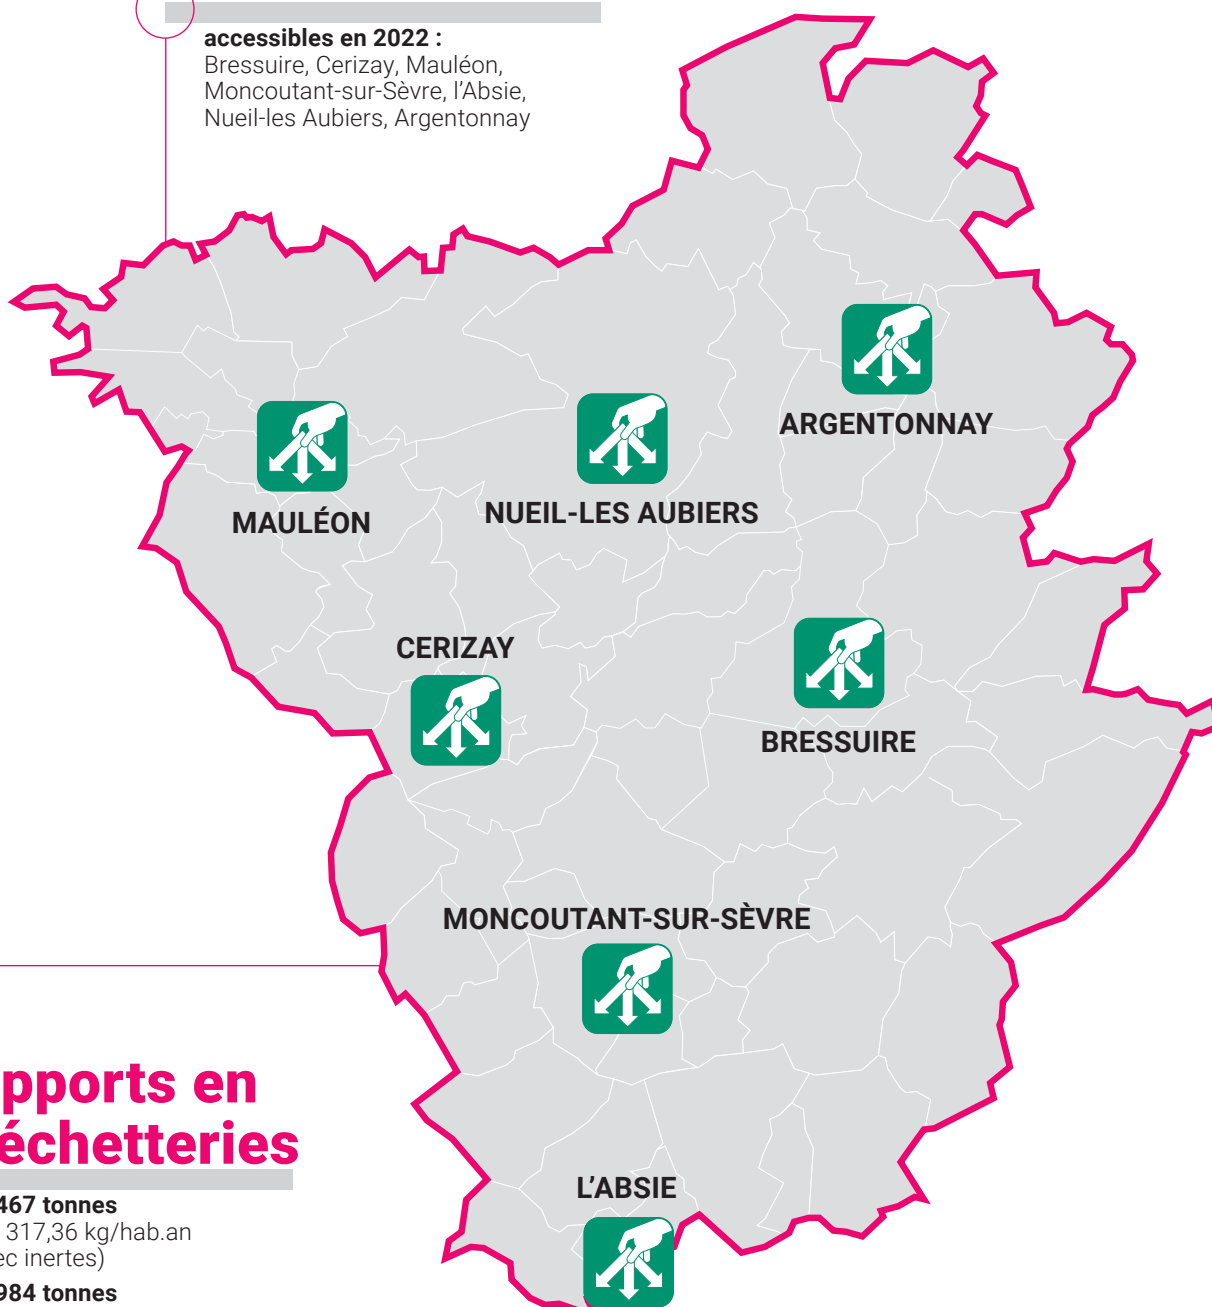 accessibles en 2022 :
Bressuire, Cerizay, Mauléon,
Moncoutant-sur-Sèvre, l'Absie,
Nueil-les Aubiers, Argentonnay
ARGENTONNAY
MAULÉON
NUEIL-LES AUBIERS
CERIZAY
BRESSUIRE
MONCOUTANT-SUR-SÈVRE
L'ABSIE
pports en
échetteries
467 tonnes
317,36 kg/hab.an
ec inertes)
984 tonnes